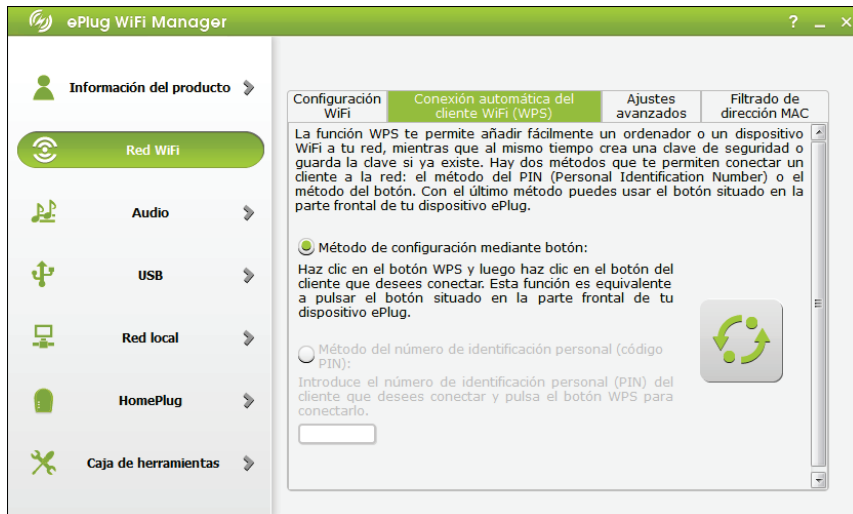 ePlug WiFi Manager
?
Información del producto
Red WiFi
Audio
USB
Red local
HomePlug
Caja de herramientas
Configuración
WiFi
Conexión automática del
cliente WiFi (WPS)
Ajustes
avanzados
Filtrado de
dirección MAC
La función WPS te permite añadir fácilmente un ordenador o un dispositivo
WiFi a tu red, mientras que al mismo tiempo crea una clave de seguridad o
guarda la clave si ya existe. Hay dos métodos que te permiten conectar un
cliente a la red: el método del PIN (Personal Identification Number) o el
método del botón. Con el último método puedes usar el botón situado en la
parte frontal de tu dispositivo ePlug.
Método de configuración mediante botón:
Haz clic en el botón WPS y luego haz clic en el botón del
cliente que desees conectar. Esta función es equivalente
a pulsar el botón situado en la parte frontal de tu
dispositivo ePlug.
Método del número de identificación personal (código
PIN):
Introduce el número de identificación personal (PIN) del
cliente que desees conectar y pulsa el botón WPS para
conectarlo.